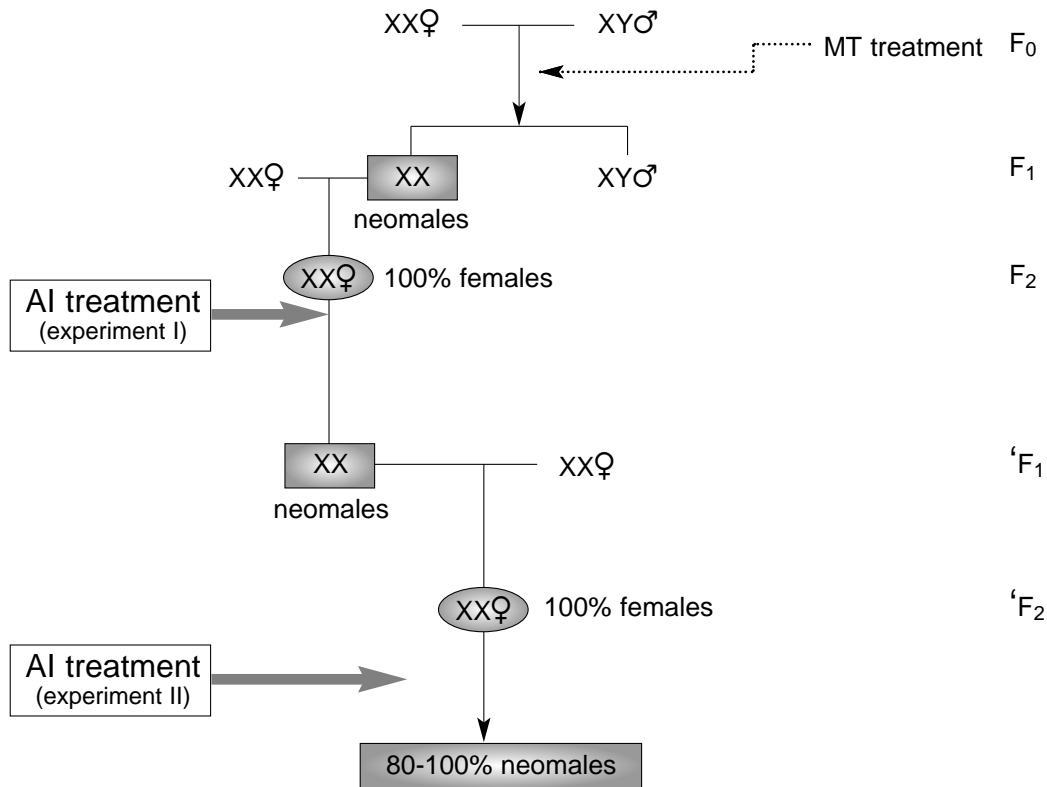 XX♀ XY♂ MT treatment F0
XX♀ XX XY♂ F1
neomales
XX♀ 100% females F2
AI treatment
(experiment I)
XX XX♀ ‘F1
neomales
XX♀ 100% females ‘F2
AI treatment
(experiment II)
80-100% neomales